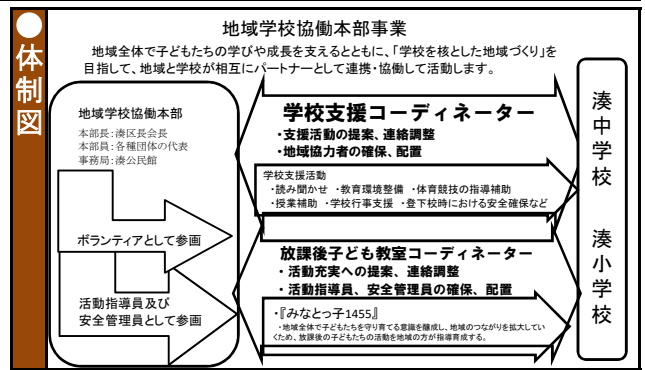 ●体制図
地域学校協働本部事業
地域全体で子どもたちの学びや成長を支えるとともに、「学校を核とした地域づくり」を
目指して、地域と学校が相互にパートナーとして連携・協働して活動します。
地域学校協働本部
本部長:湊区長会長
本部員:各種団体の代表
事務局:湊公民館
ボランティアとして参画
活動指導員及び
安全管理員として参画
学校支援コーディネーター
・支援活動の提案、連絡調整
・地域協力者の確保、配置
学校支援活動
・読み聞かせ ・教育環境整備 ・体育競技の指導補助
・授業補助 ・学校行事支援 ・登下校時における安全確保など
放課後子ども教室コーディネーター
・活動充実への提案、連絡調整
・活動指導員、安全管理員の確保、配置
・『みなとっ子1455』
・地域全体で子どもたちを守り育てる意識を醸成し、地域のつながりを拡大してい
くため、放課後の子どもたちの活動を地域の方が指導育成する。
湊中学校
湊小学校